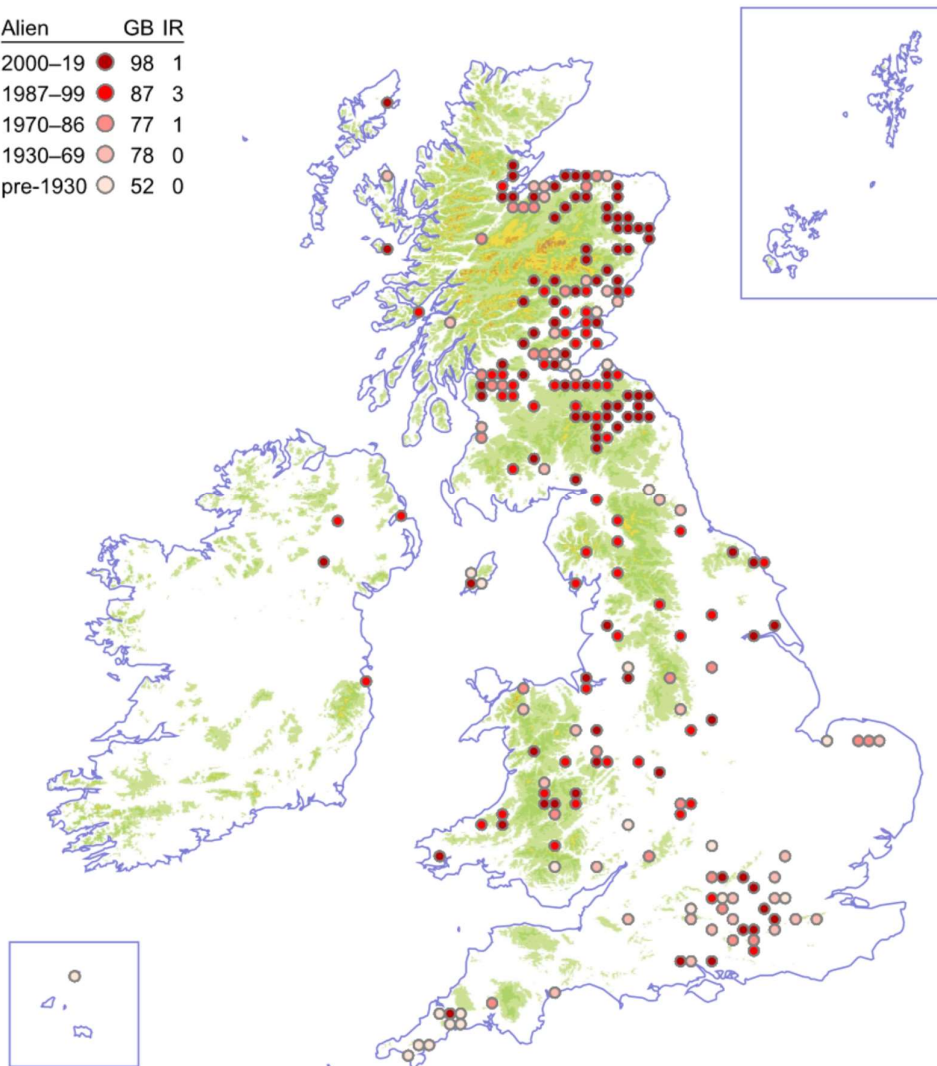 Alien GB IR
2000–19 98 1
1987–99 87 3
1970–86 77 1
1930–69 78 0
pre-1930 52 0